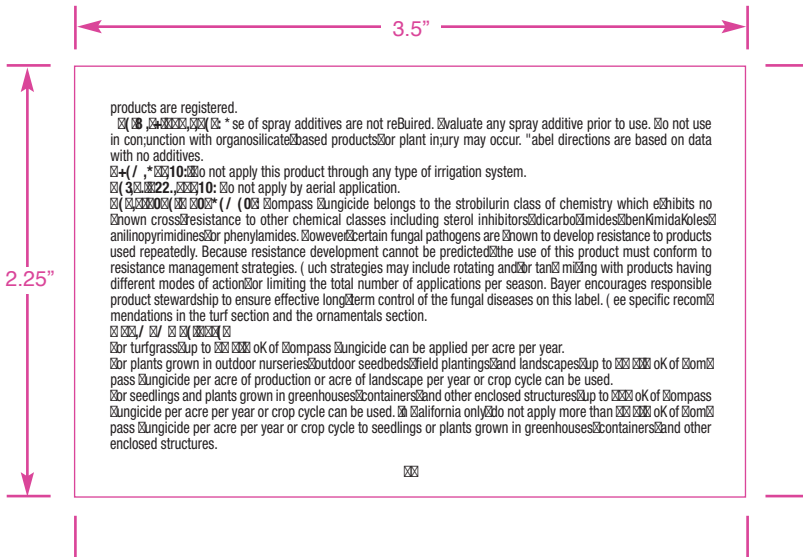 3.5”
2.25”
products are registered.
se of spray additives are not reBuired. valuate any spray additive prior to use. o not use
in con;unction with organosilicate based products or plant in;ury may occur. "abel directions are based on data
with no additives.
10: o not apply this product through any type of irrigation system.
10: o not apply by aerial application.
ompass ungicide belongs to the strobilurin class of chemistry which e hibits no
nown cross resistance to other chemical classes including sterol inhibitors dicarbo imides benKimidaKoles
anilinopyrimidines or phenylamides. owever certain fungal pathogens are nown to develop resistance to products
used repeatedly. Because resistance development cannot be predicted the use of this product must conform to
resistance management strategies. ( uch strategies may include rotating and or tan mi ing with products having
different modes of action or limiting the total number of applications per season. Bayer encourages responsible
product stewardship to ensure effective long term control of the fungal diseases on this label. ( ee specific recom
mendations in the turf section and the ornamentals section.
or turfgrass up to oK of ompass ungicide can be applied per acre per year.
or plants grown in outdoor nurseries outdoor seedbeds field plantings and landscapes up to oK of om
pass ungicide per acre of production or acre of landscape per year or crop cycle can be used.
or seedlings and plants grown in greenhouses containers and other enclosed structures up to oK of ompass
ungicide per acre per year or crop cycle can be used. n alifornia only do not apply more than oK of om
pass ungicide per acre per year or crop cycle to seedlings or plants grown in greenhouses containers and other
enclosed structures.